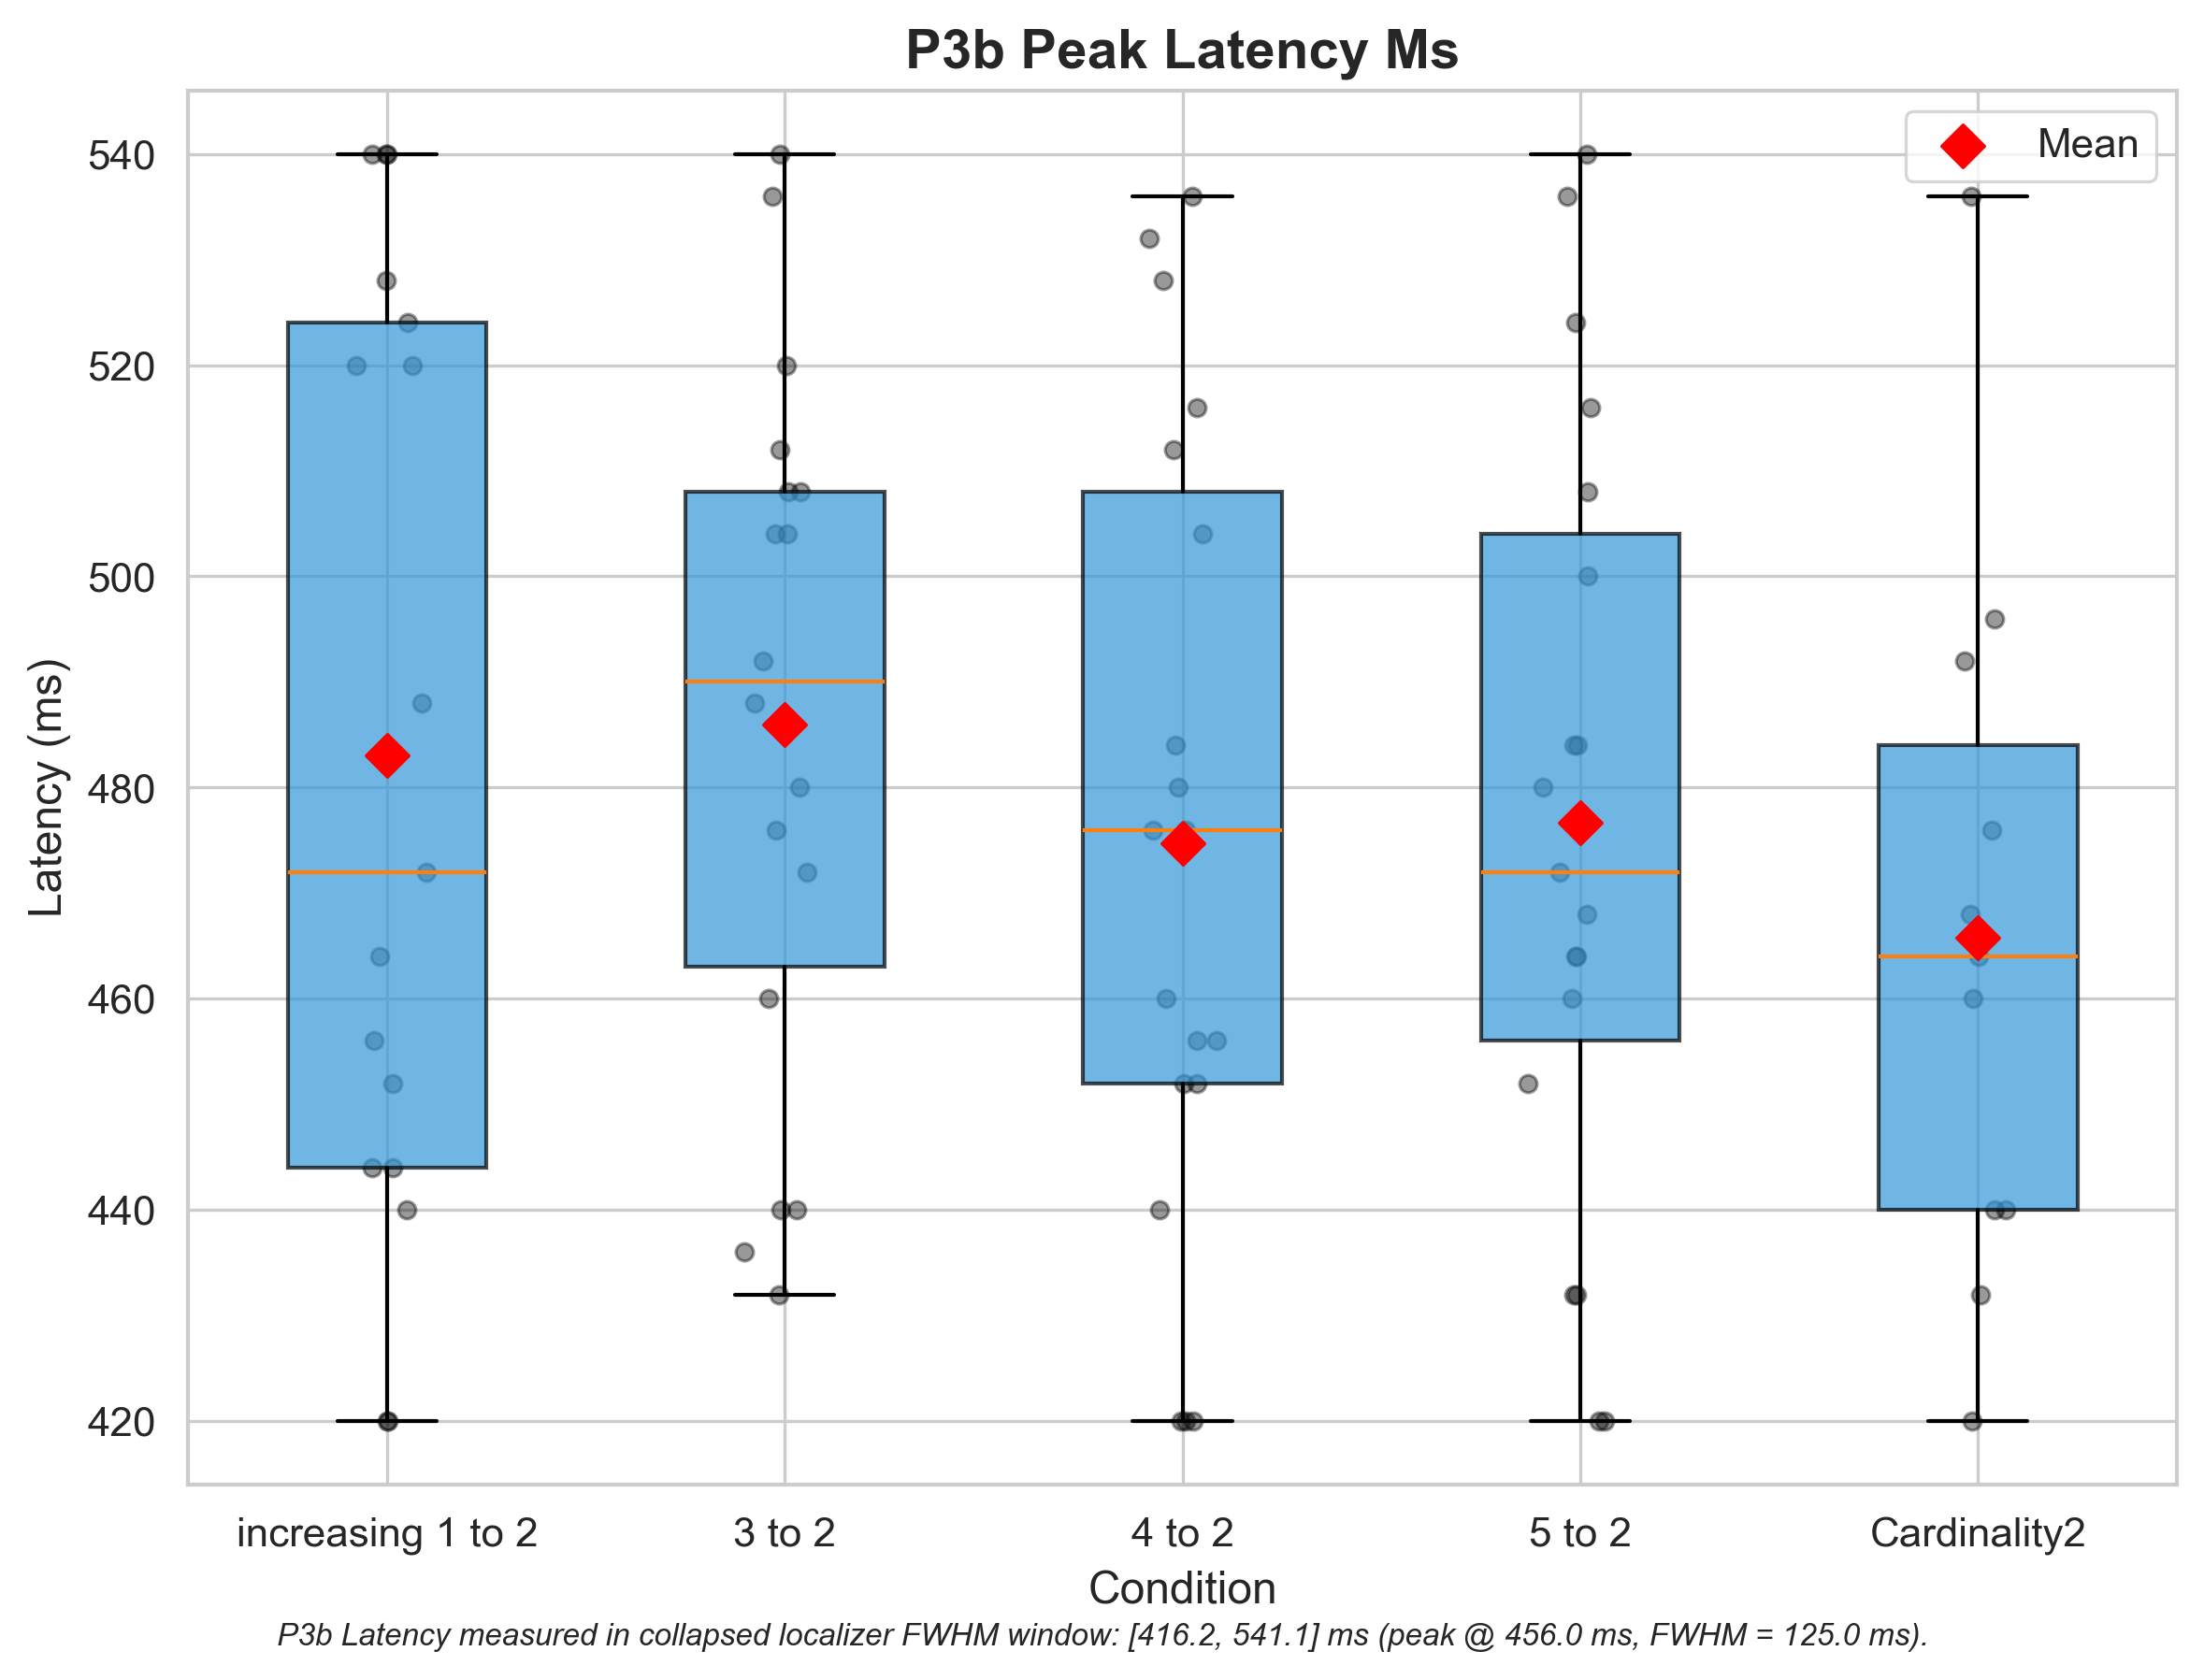 P3b Peak Latency Ms
Mean
540
520
500
480
460
440
420
Latency (ms)
increasing 1 to 2
3 to 2
4 to 2
5 to 2
Cardinality2
Condition
P3b Latency measured in collapsed localizer FWHM window: [416.2, 541.1] ms (peak @ 456.0 ms, FWHM = 125.0 ms).